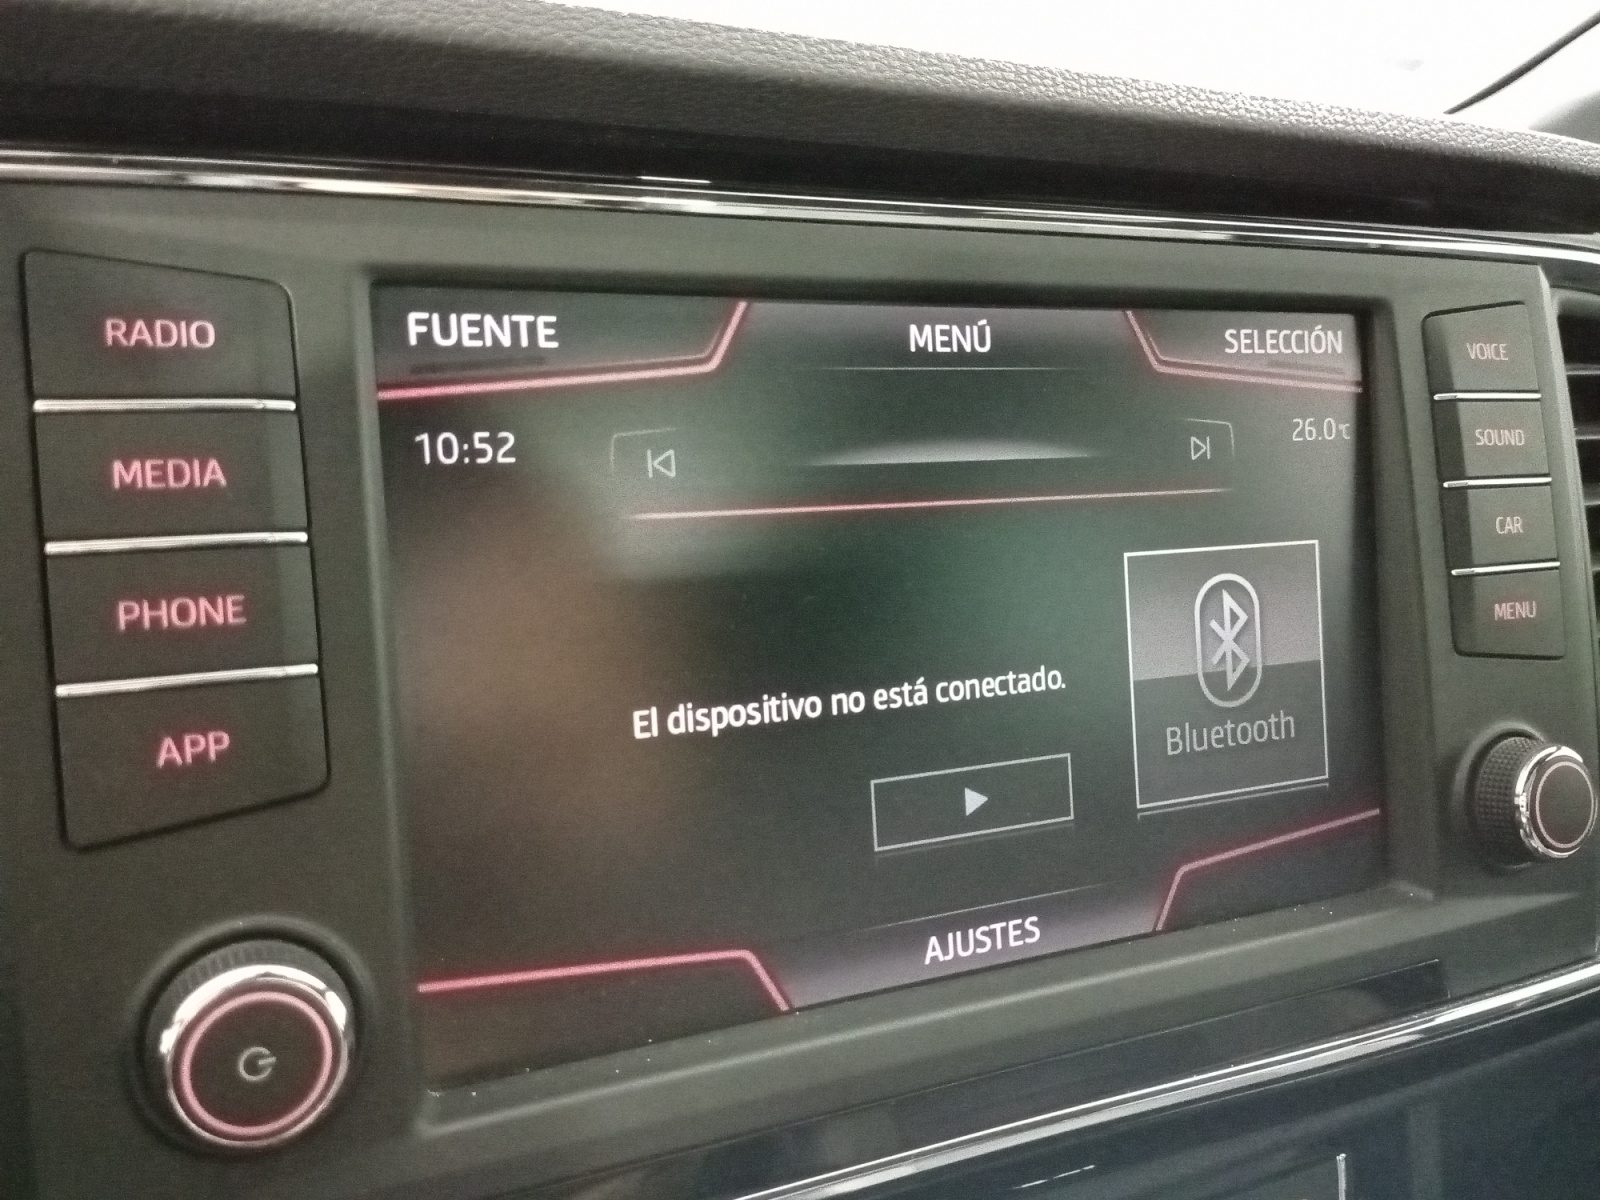 RADIO
MEDIA
PHONE
APP
FUENTE
MENÚ
SELECCIÓN
10:52
26.0°C
El dispositivo no está conectado.
Bluetooth
AJUSTES
VOICE
SOUND
CAR
MENU